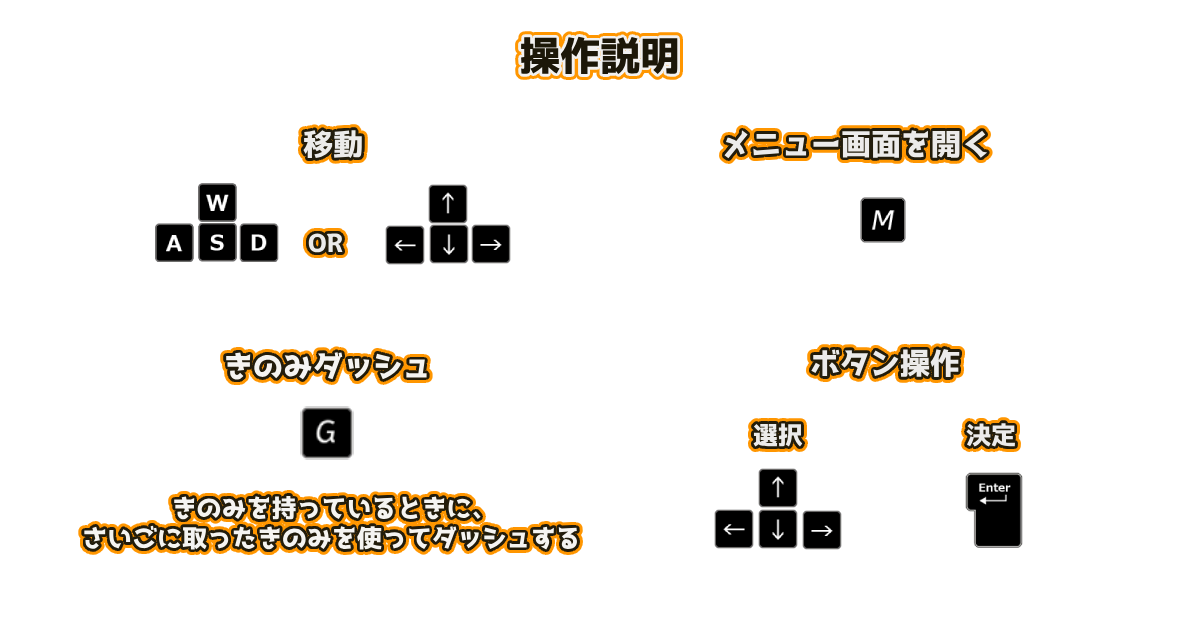 操作説明
移動
W
A S D OR ← ↓ →
↑
メニュー画面を開く
M
きのみダッシュ
G
きのみを持っているときに、
さいごに取ったきのみを使ってダッシュする
ボタン操作
選択
↑
← ↓ →
決定
Enter